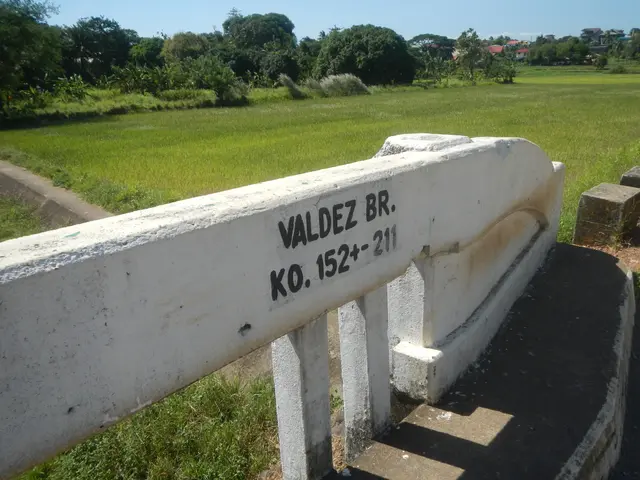 VALDEZ BR.
KO. 152+-211